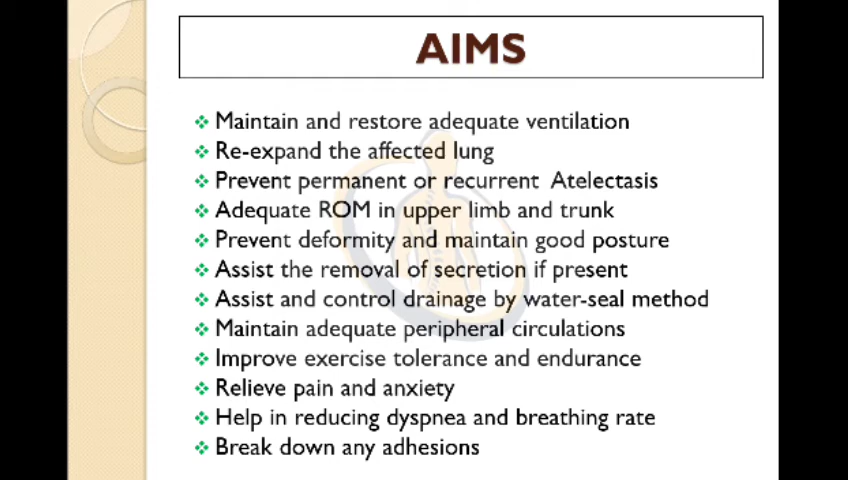 AIMS
Maintain and restore adequate ventilation
Re-expand the affected lung
Prevent permanent or recurrent Atelectasis
Adequate ROM in upper limb and trunk
Prevent deformity and maintain good posture
Assist the removal of secretion if present
Assist and control drainage by water-seal method
Maintain adequate peripheral circulations
Improve exercise tolerance and endurance
Relieve pain and anxiety
Help in reducing dyspnea and breathing rate
Break down any adhesions